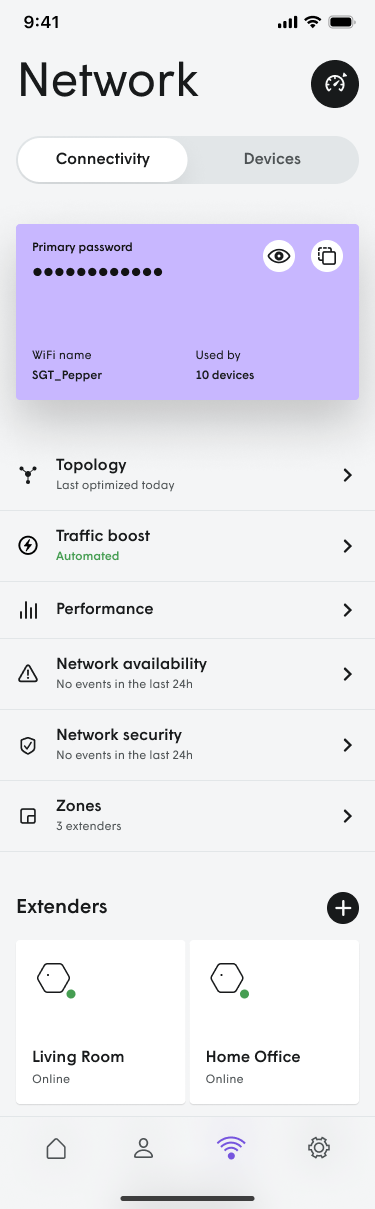 9:41
Network
Connectivity
Devices
Primary password
●●●●●●●●●●●●
WiFi name
Used by
SGT_Pepper
10 devices
Topology
Last optimized today
Traffic boost
Automated
Performance
Network availability
No events in the last 24h
Network security
No events in the last 24h
Zones
3 extenders
Extenders
Living Room
Home Office
Online
Online